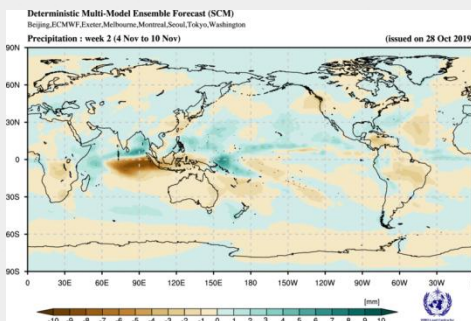 Deterministic Multi-Model Ensemble Forecast (SCM)
Beijing,ECMWF,Exeter,Melbourne,Montreal,Seoul,Tokyo,Washington
Precipitation : week 2 (4 Nov to 10 Nov) (issued on 28 Oct 2019)
90N
60N
30N
0
30S
60S
90S
0 30E 60E 90E 120E 150E 180 150W 120W 90W 60W 30W 0
[mm]
-10 -9 -8 -7 -6 -5 -4 -3 -2 -1 0 1 2 3 4 5 6 7 8 9 10